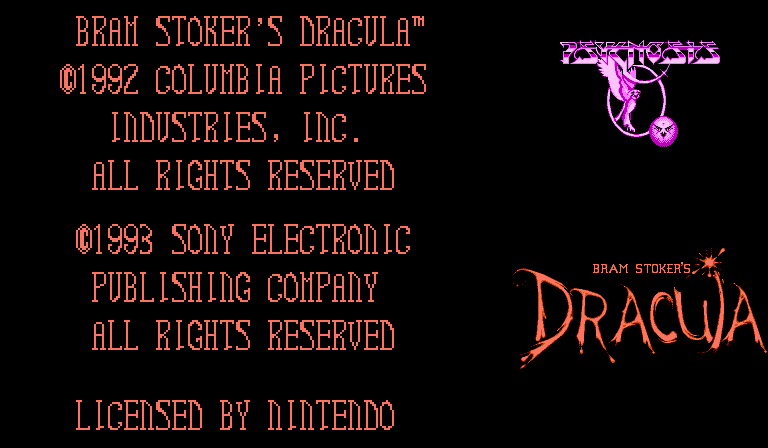 BRAM STOKER'S DRACULA™
©1992 COLUMBIA PICTURES
INDUSTRIES, INC.
ALL RIGHTS RESERVED
©1993 SONY ELECTRONIC
PUBLISHING COMPANY
ALL RIGHTS RESERVED
LICENSED BY NINTENDO
PSYGNOSIS
BRAM STOKER'S
DRACULA